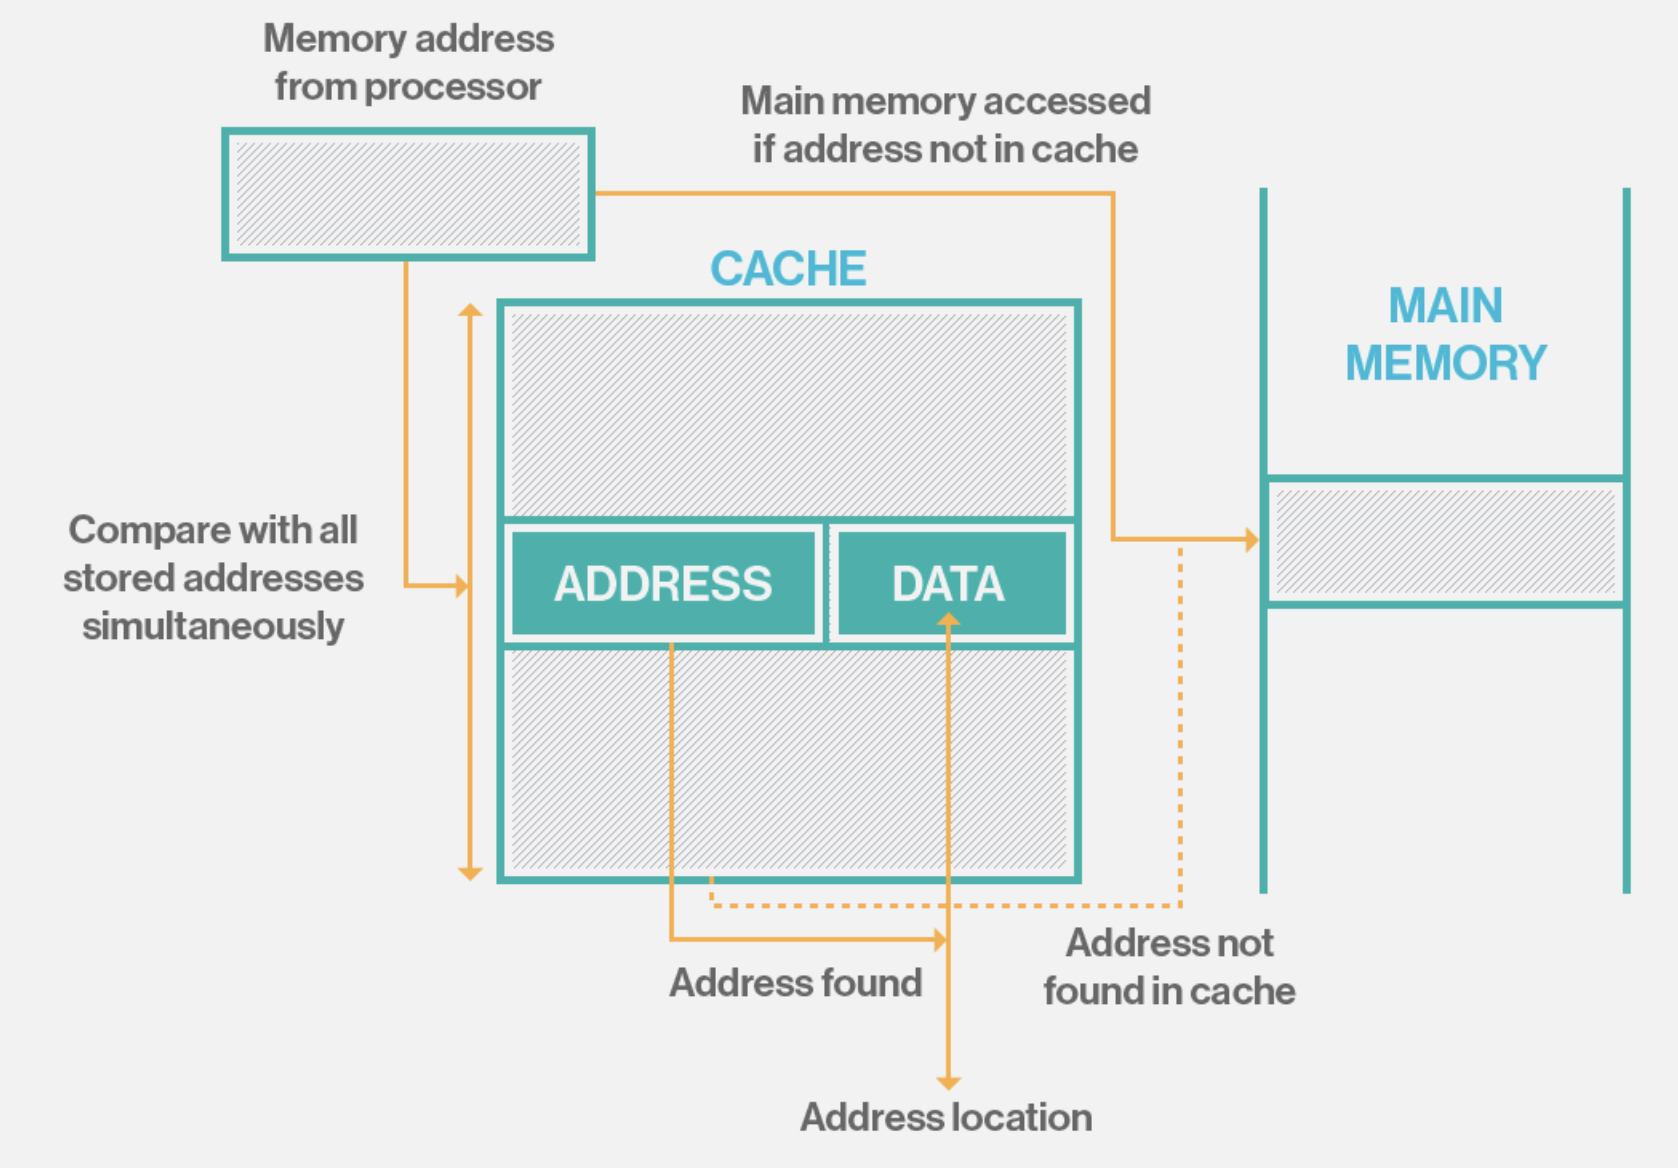 Memory address
from processor
Main memory accessed
if address not in cache
CACHE
MAIN
MEMORY
Compare with all
stored addresses
simultaneously
ADDRESS
DATA
Address found
Address not
found in cache
Address location